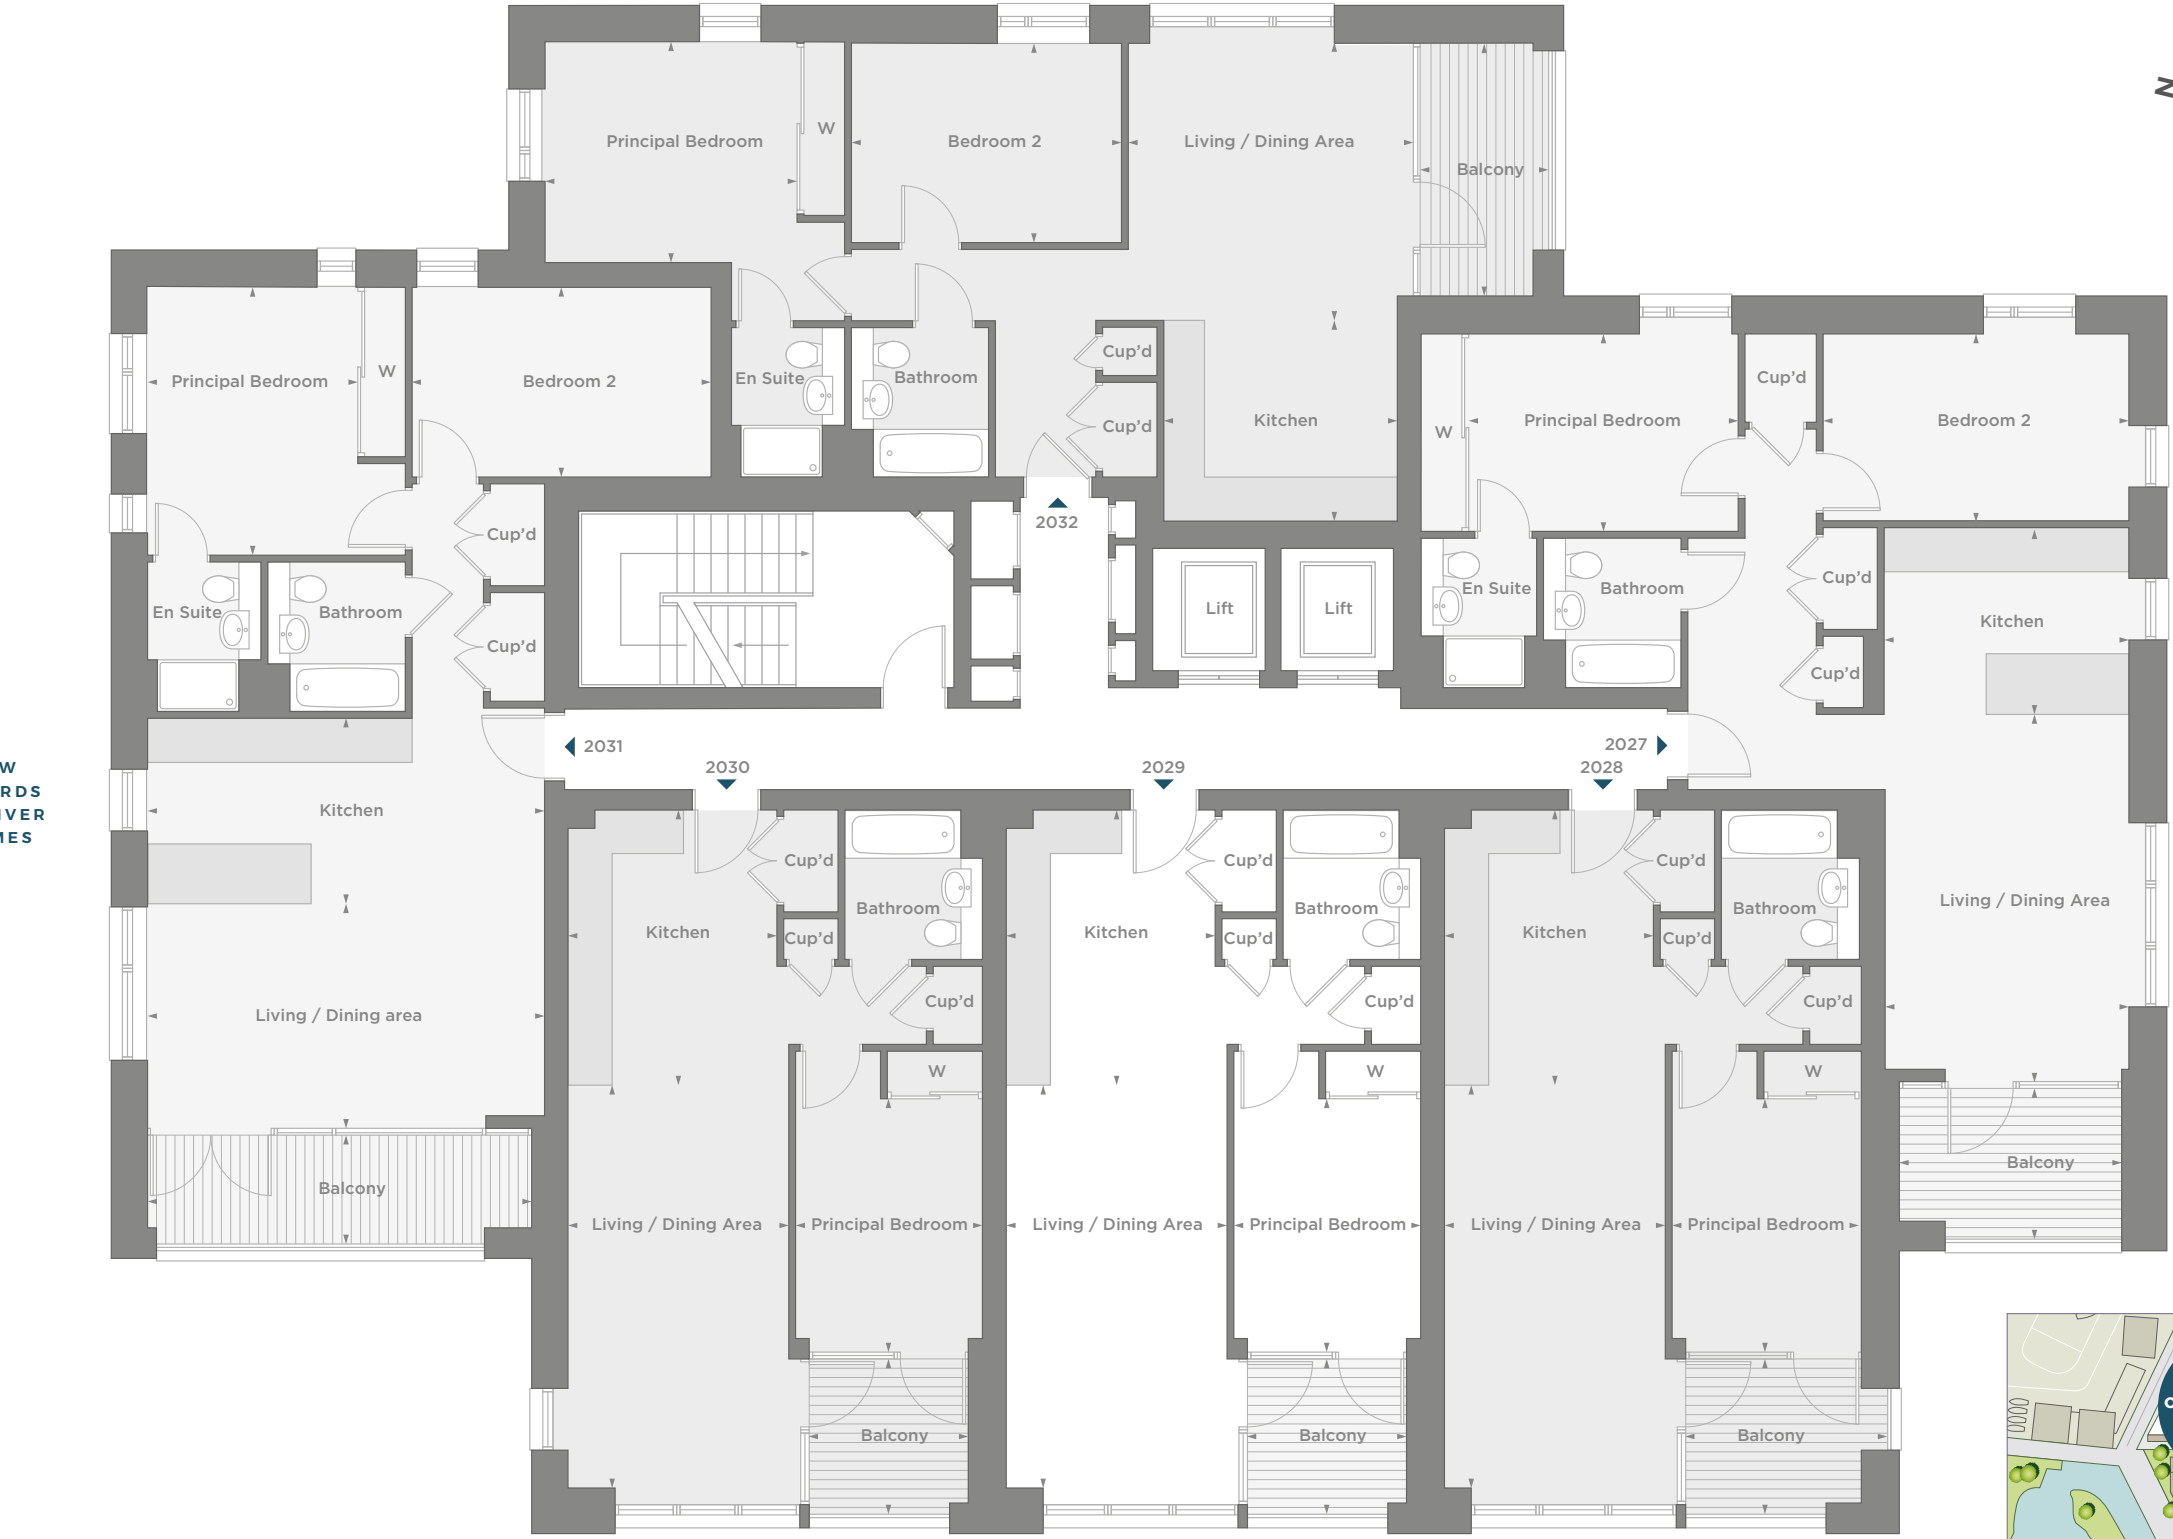 N
Principal Bedroom
W
Bedroom 2
Living / Dining Area
Balcony
En Suite
Bathroom
Cup'd
Cup'd
Kitchen
2032
Principal Bedroom
W
Bedroom 2
En Suite
Bathroom
Cup'd
Cup'd
Kitchen
Living / Dining area
Balcony
2031
Lift
Lift
W
Principal Bedroom
Cup'd
Bedroom 2
En Suite
Bathroom
Cup'd
Cup'd
Kitchen
Living / Dining Area
Balcony
2027
2030
2029
2028
Kitchen
Cup'd
Cup'd
Bathroom
Cup'd
W
Living / Dining Area
Principal Bedroom
Balcony
Kitchen
Cup'd
Cup'd
Bathroom
Cup'd
W
Living / Dining Area
Principal Bedroom
Balcony
Kitchen
Cup'd
Cup'd
Bathroom
Cup'd
W
Living / Dining Area
Principal Bedroom
Balcony